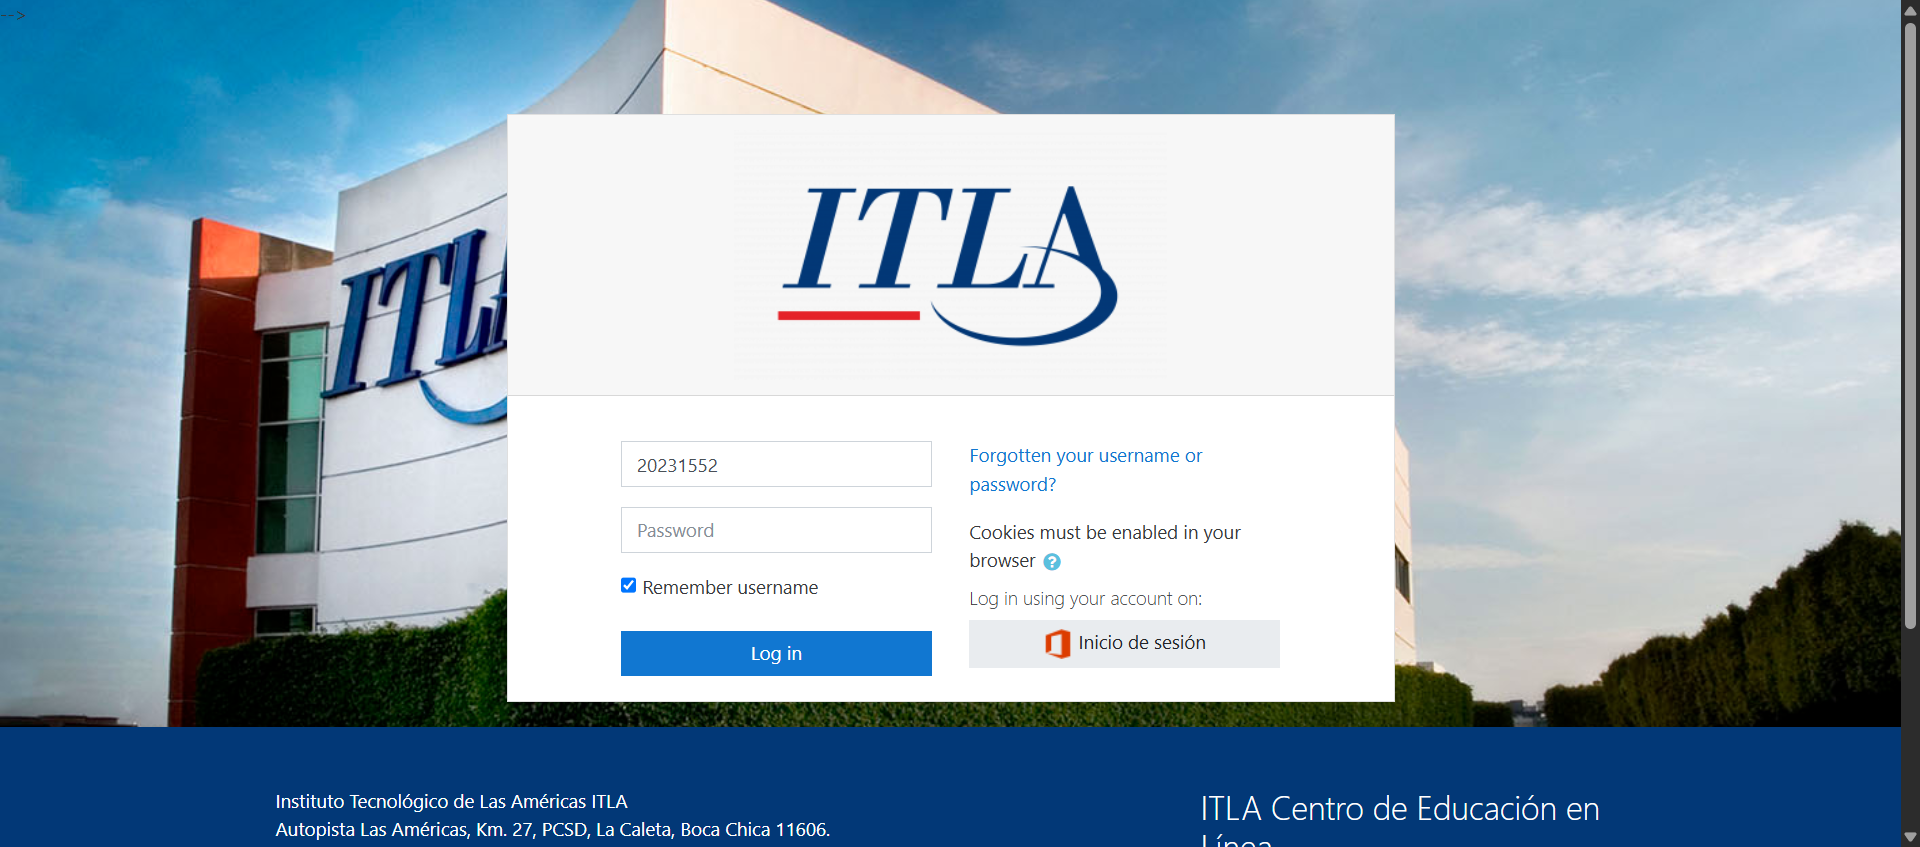 -->
ITLA
ITLA
20231552
Password
Remember username
Log in
Forgotten your username or
password?
Cookies must be enabled in your
browser ?
Log in using your account on:
Inicio de sesión
Instituto Tecnológico de Las Américas ITLA
Autopista Las Américas, Km. 27, PCSD, La Caleta, Boca Chica 11606.
ITLA Centro de Educación en
Línea